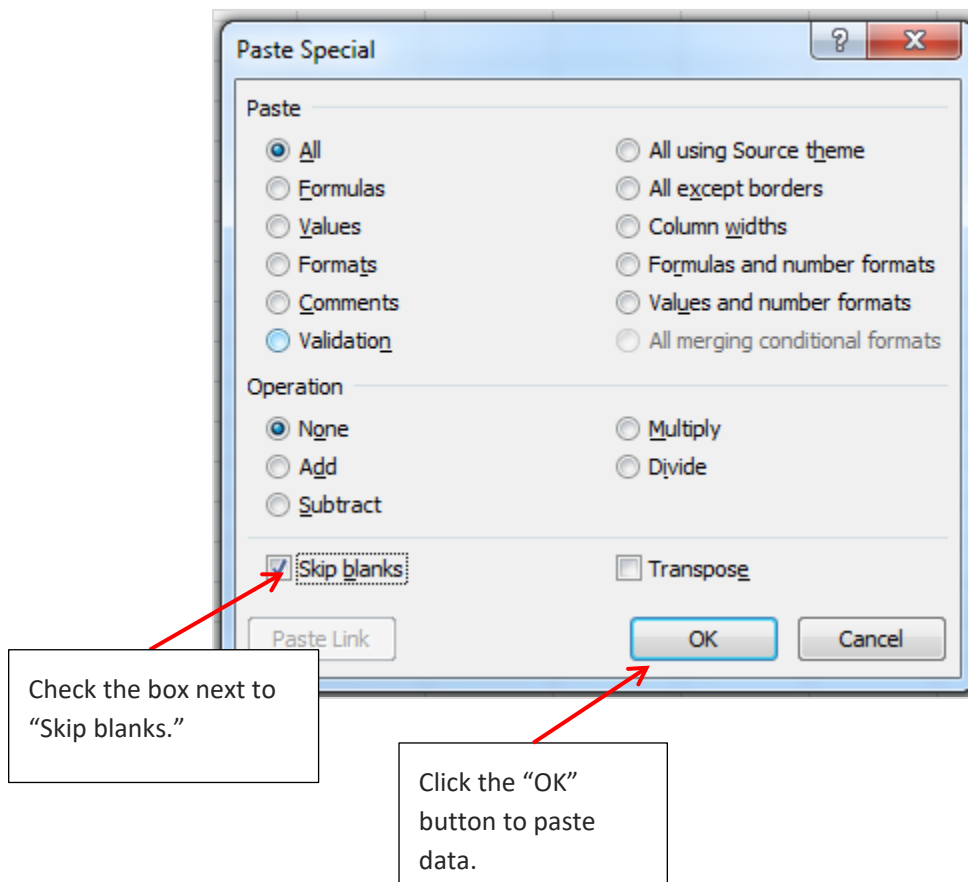 Paste Special
Paste
All
All using Source theme
Formulas
All except borders
Values
Column widths
Formats
Formulas and number formats
Comments
Values and number formats
Validation
All merging conditional formats
Operation
None
Multiply
Add
Divide
Subtract
Skip blanks
Transpose
Paste Link
OK
Cancel
Check the box next to
“Skip blanks.”
Click the “OK”
button to paste
data.